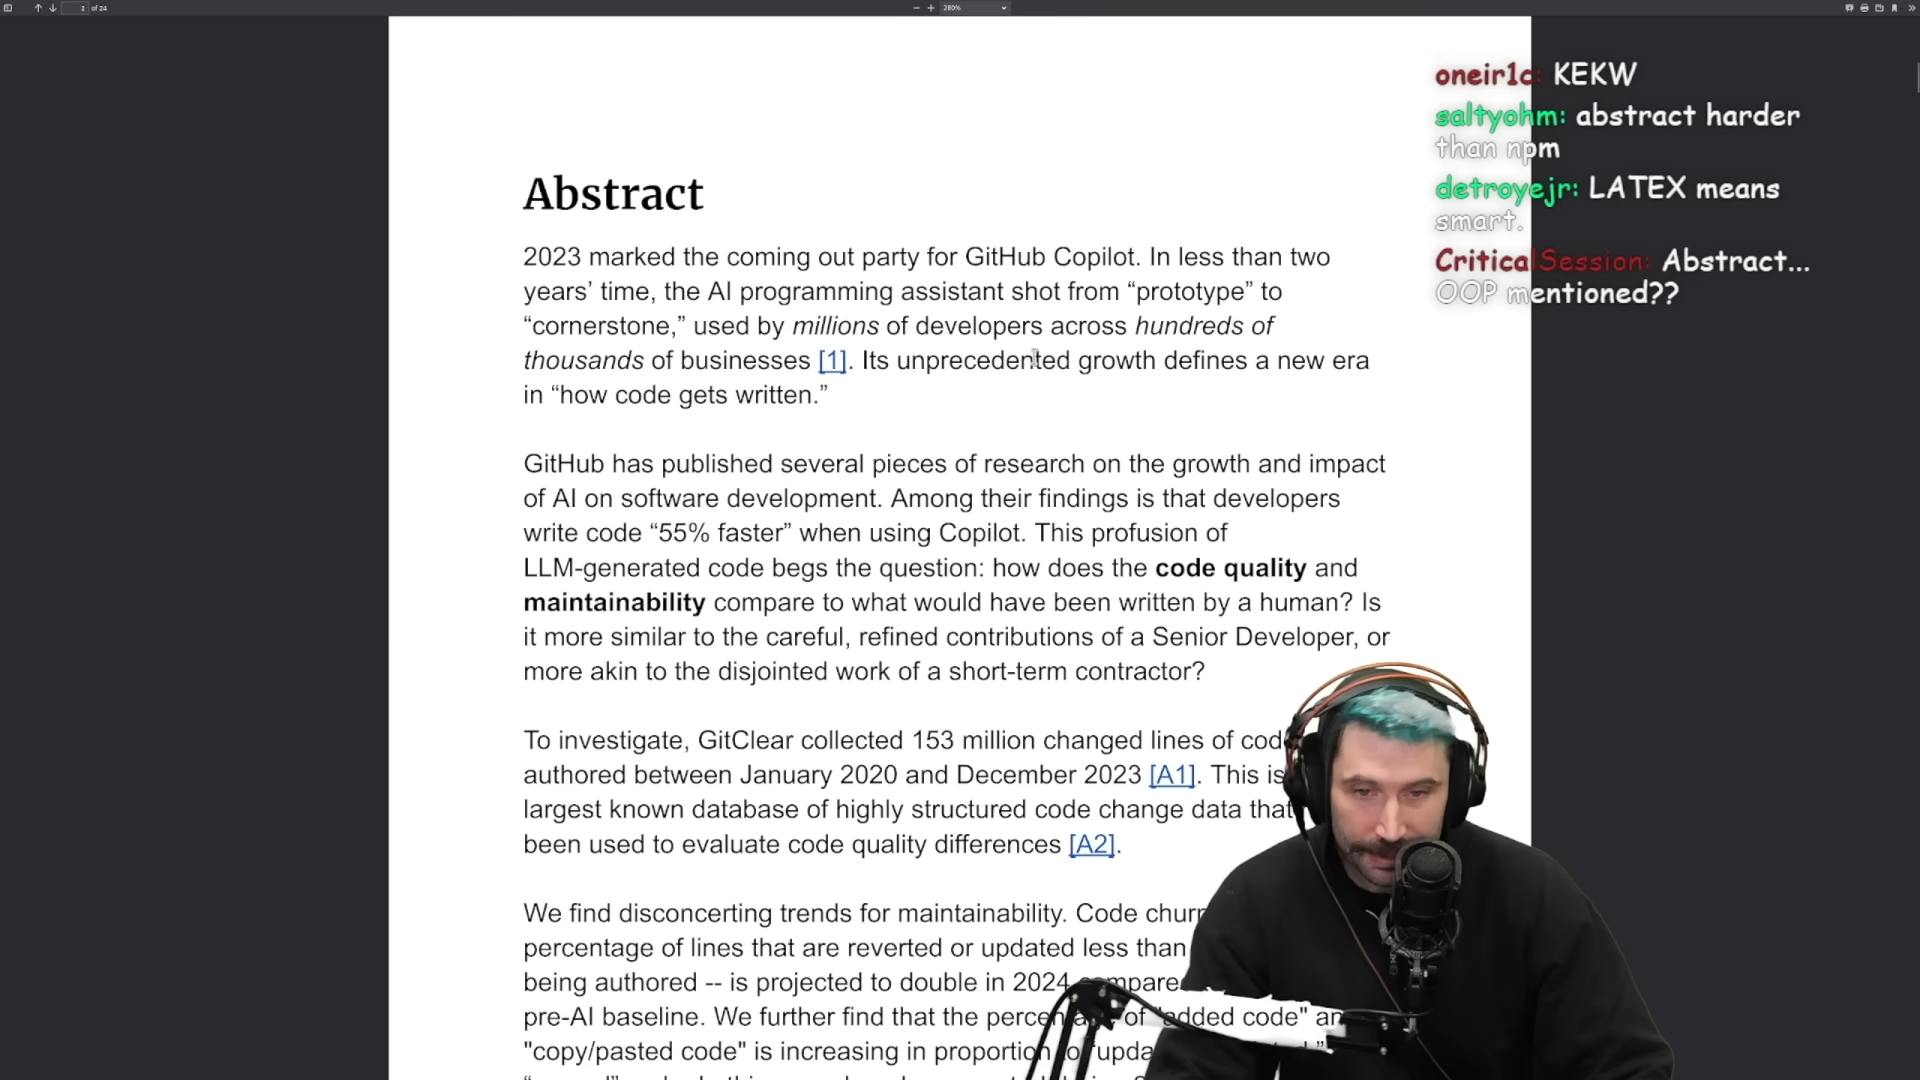 2 of 24
280%
Abstract
2023 marked the coming out party for GitHub Copilot. In less than two
years’ time, the AI programming assistant shot from “prototype” to
“cornerstone,” used by millions of developers across hundreds of
thousands of businesses [1]. Its unprecedented growth defines a new era
in “how code gets written.”
GitHub has published several pieces of research on the growth and impact
of AI on software development. Among their findings is that developers
write code “55% faster” when using Copilot. This profusion of
LLM-generated code begs the question: how does the code quality and
maintainability compare to what would have been written by a human? Is
it more similar to the careful, refined contributions of a Senior Developer, or
more akin to the disjointed work of a short-term contractor?
To investigate, GitClear collected 153 million changed lines of
authored between January 2020 and December 2023 [A1]. This is
largest known database of highly structured code change data that
been used to evaluate code quality differences [A2].
We find disconcerting trends for maintainability. Code
percentage of lines that are reverted or updated less than
being authored -- is projected to double in 2024
pre-AI baseline. We further find that the of "added code"
"copy/pasted code" is increasing in proportion
oneir1c: KEKW
saltyohm: abstract harder
than npm
detroyejr: LATEX means
smart.
CriticalSession: Abstract...
OOP mentioned??